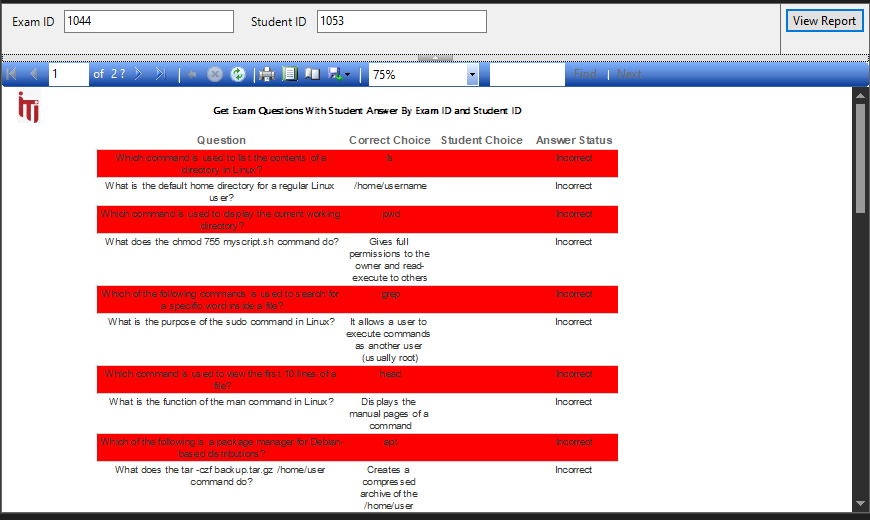 Exam ID 1044 Student ID 1053 View Report
1 of 2 ? 75% Find | Next
iTi
Get Exam Questions With Student Answer By Exam ID and Student ID
Question Correct Choice Student Choice Answer Status
Which command is used to list the contents of a directory in Linux? ls Incorrect
What is the default home directory for a regular Linux user? /home/username Incorrect
Which command is used to display the current working directory? pwd Incorrect
What does the chmod 755 myscript.sh command do? Gives full permissions to the owner and read-execute to others Incorrect
Which of the following commands is used to search for a specific word inside a file? grep Incorrect
What is the purpose of the sudo command in Linux? It allows a user to execute commands as another user (usually root) Incorrect
Which command is used to view the first 10 lines of a file? head Incorrect
What is the function of the man command in Linux? Displays the manual pages of a command Incorrect
Which of the following is a package manager for Debian-based distributions? apt Incorrect
What does the tar -czf backup.tar.gz /home/user command do? Creates a compressed archive of the /home/user Incorrect